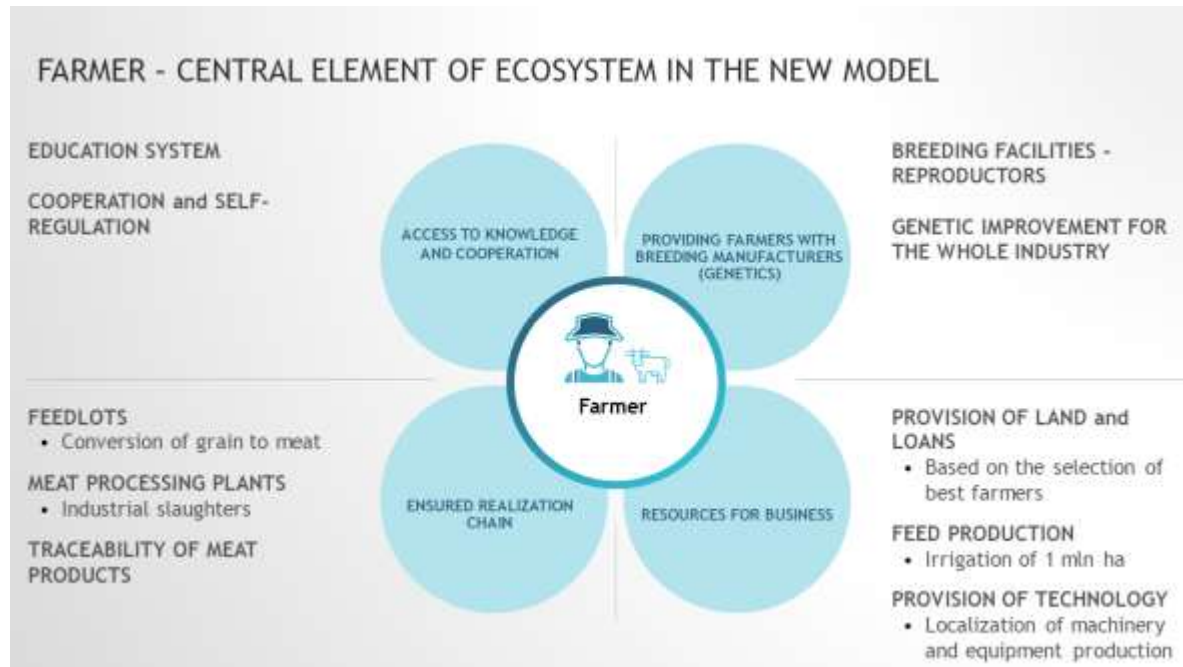 FARMER - CENTRAL ELEMENT OF ECOSYSTEM IN THE NEW MODEL
EDUCATION SYSTEM
COOPERATION and SELF-
REGULATION
ACCESS TO KNOWLEDGE
AND COOPERATION
PROVIDING FARMERS WITH
BREEDING MANUFACTURERS
(GENETICS)
BREEDING FACILITIES -
REPRODUCTORS
GENETIC IMPROVEMENT FOR
THE WHOLE INDUSTRY
Farmer
FEEDLOTS
• Conversion of grain to meat
MEAT PROCESSING PLANTS
• Industrial slaughters
TRACEABILITY OF MEAT
PRODUCTS
ENSURED REALIZATION
CHAIN
RESOURCES FOR BUSINESS
PROVISION OF LAND and
LOANS
• Based on the selection of
best farmers
FEED PRODUCTION
• Irrigation of 1 mln ha
PROVISION OF TECHNOLOGY
• Localization of machinery
and equipment production